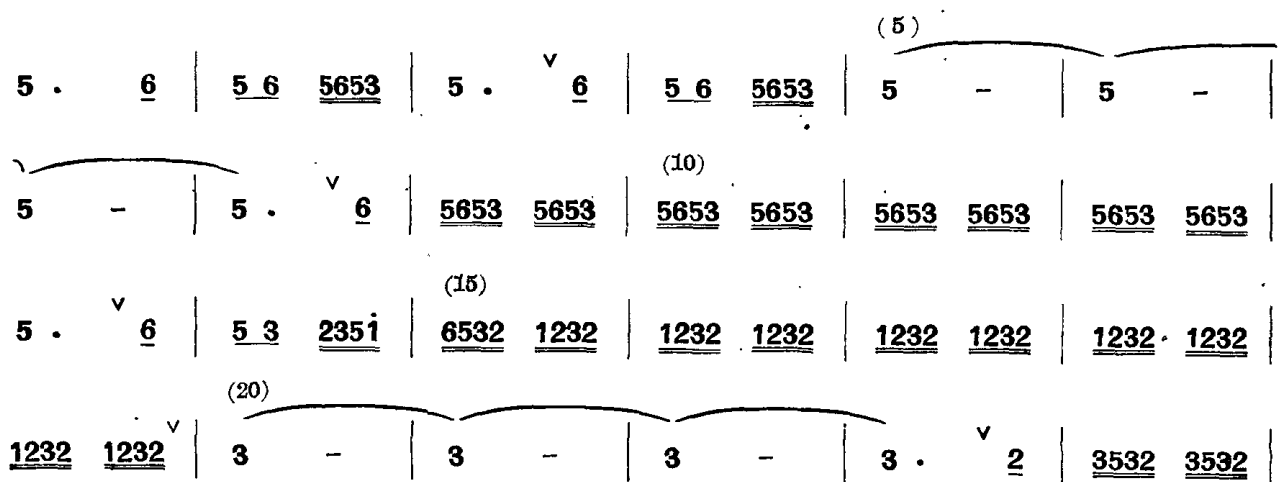 (5)
5 . 6 | 5 6 5653 | 5 . ∨ 6 | 5 6 5653 | 5 – | 5 – |
5 – | 5 . ∨ 6 | 5653 5653 | (10) 5653 5653 | 5653 5653 | 5653 5653 |
(15)
5 . ∨ 6 | 5 3 2351̇ | 6532 1232 | 1232 1232 | 1232 1232 | 1232 1232 |
(20)
1232 1232 ∨ | 3 – | 3 – | 3 – | 3 . ∨ 2 | 3532 3532 |